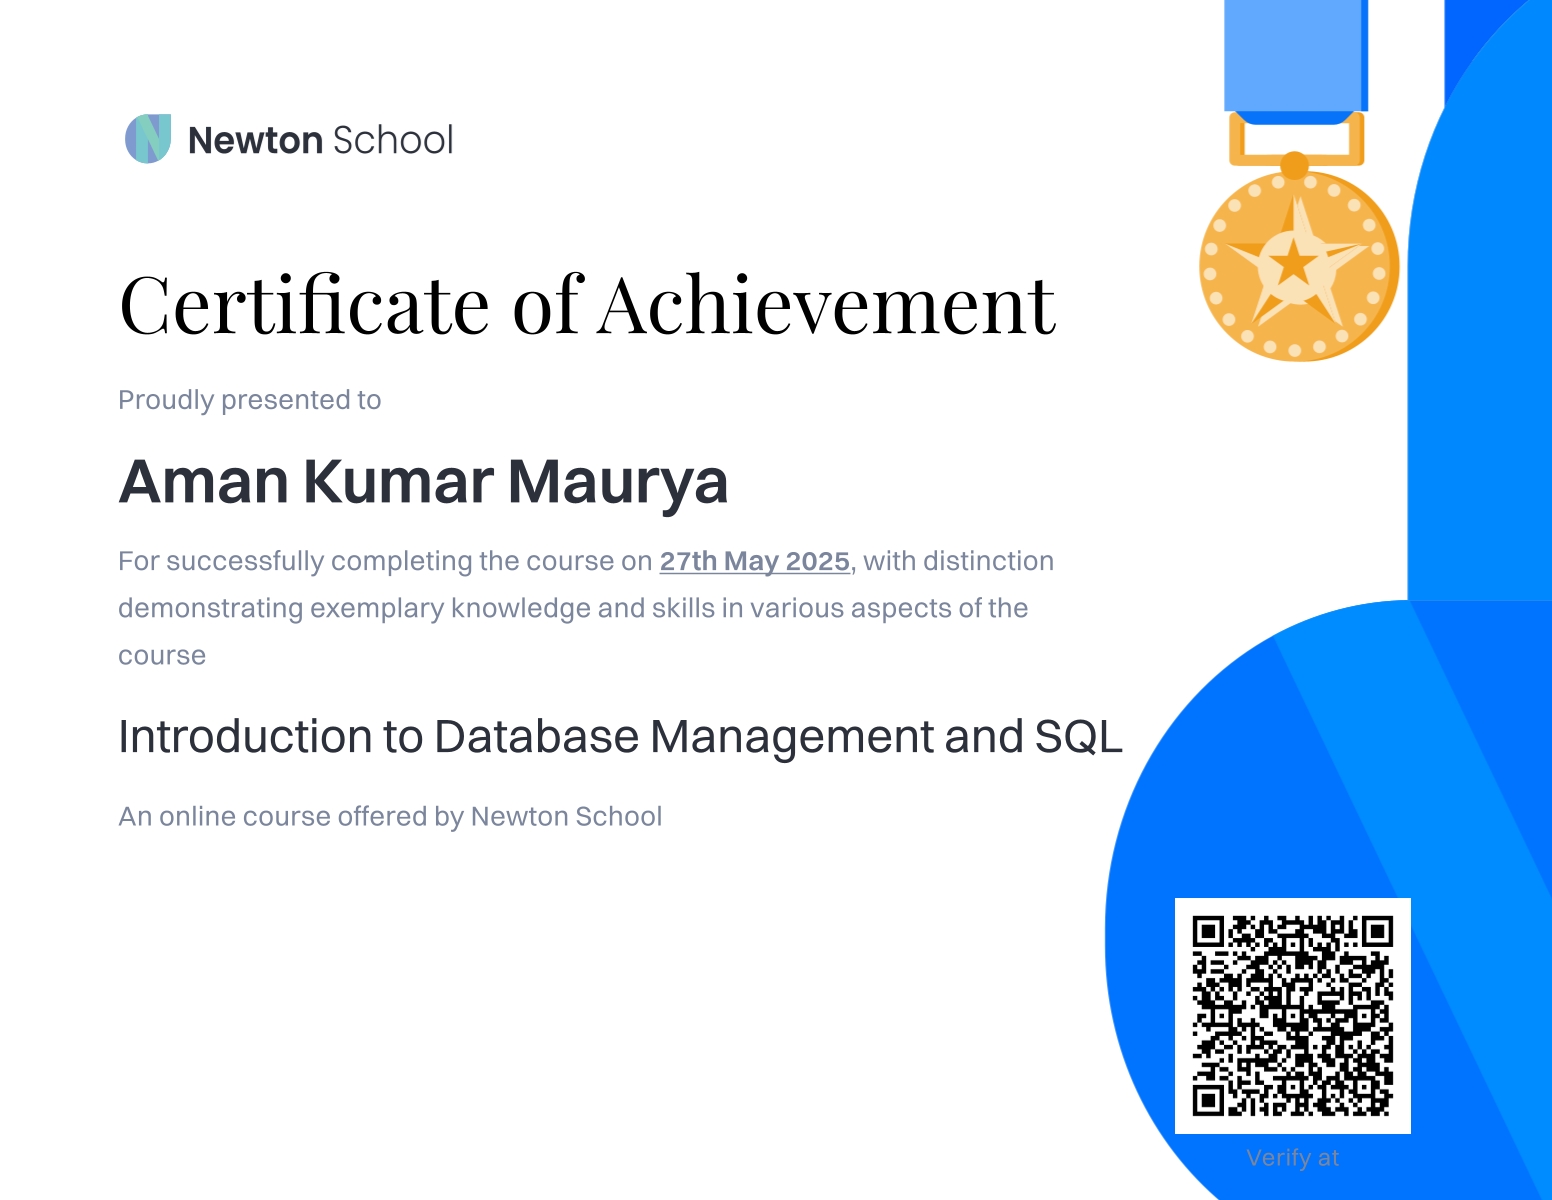 Newton School
Certificate of Achievement
Proudly presented to
Aman Kumar Maurya
For successfully completing the course on 27th May 2025, with distinction
demonstrating exemplary knowledge and skills in various aspects of the
course
Introduction to Database Management and SQL
An online course offered by Newton School
Verify at